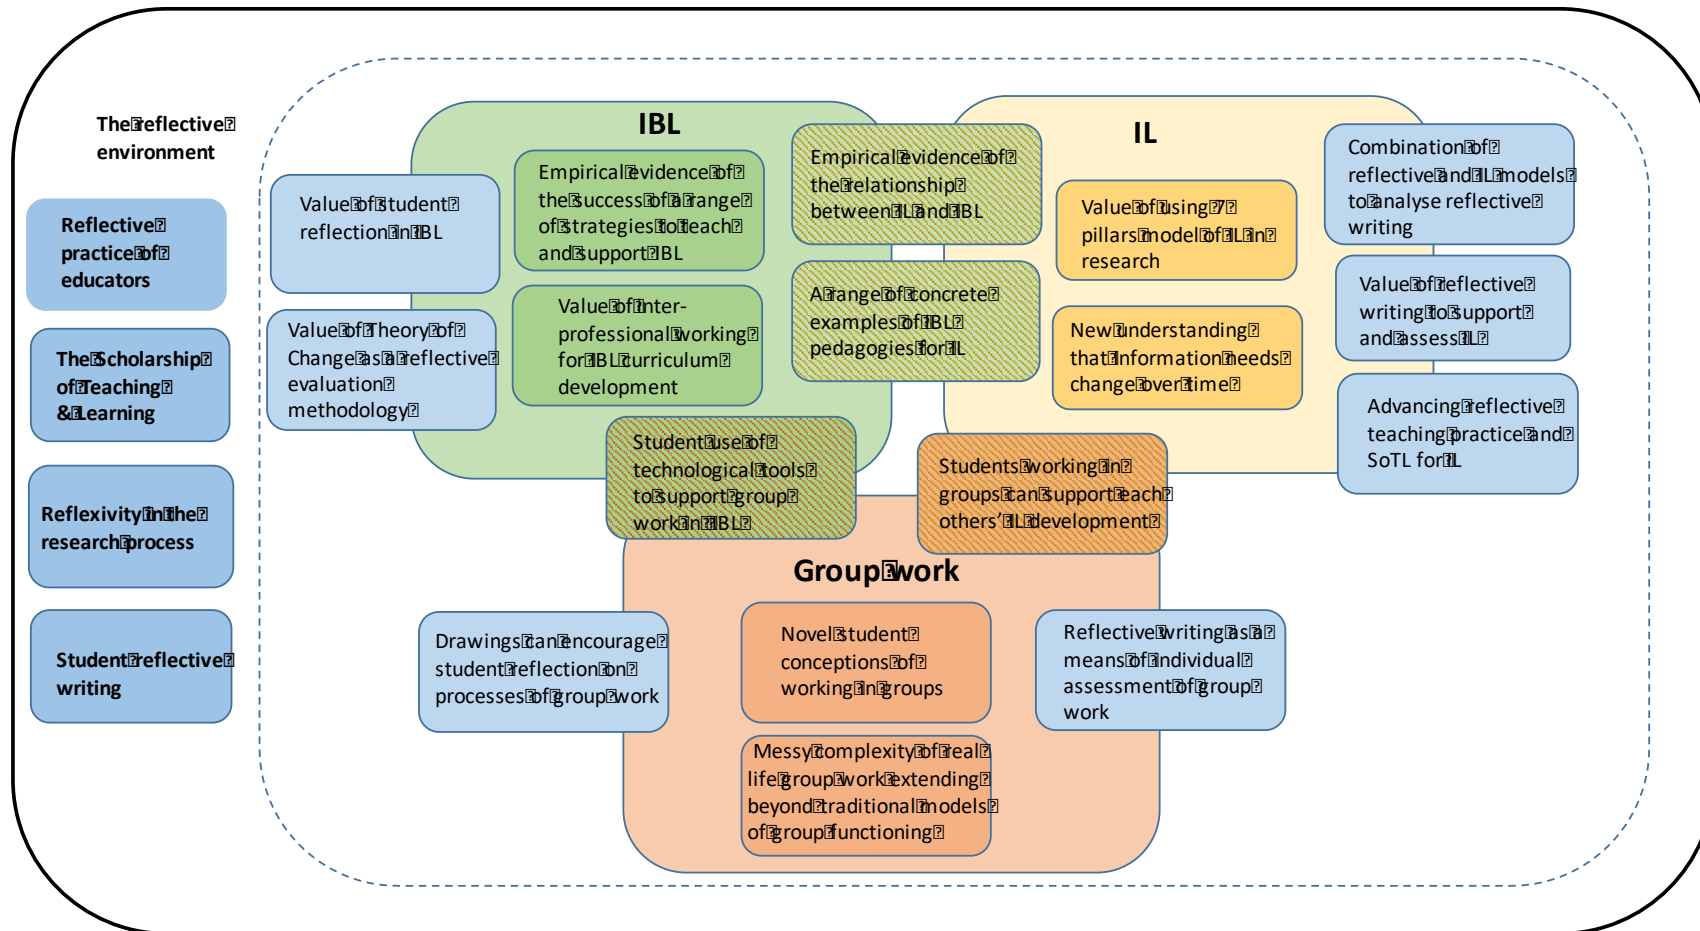 The reflective
environment
Reflective
practice of
educators
The Scholarship
of Teaching
& Learning
Reflexivity in the
research process
Student reflective
writing
IBL
Value of student
reflection in IBL
Value of Theory of
Change as a reflective
evaluation
methodology
Empirical evidence of
the success of a range
of strategies to teach
and support IBL
Value of inter-
professional working
for IBL curriculum
development
Empirical evidence of
the relationship
between IL and IBL
A range of concrete
examples of IBL
pedagogies for IL
IL
Value of using 7
pillars model of IL in
research
New understanding
that information needs
change over time
Combination of
reflective and IL models
to analyse reflective
writing
Value of reflective
writing to support
and assess IL
Advancing reflective
teaching practice and
SoTL for IL
Student use of
technological tools
to support group
work in IBL
Students working in
groups can support each
others’ IL development
Group work
Drawings can encourage
student reflection on
processes of group work
Novel student
conceptions of
working in groups
Reflective writing as a
means of individual
assessment of group
work
Messy complexity of real
life group work extending
beyond traditional models
of group functioning